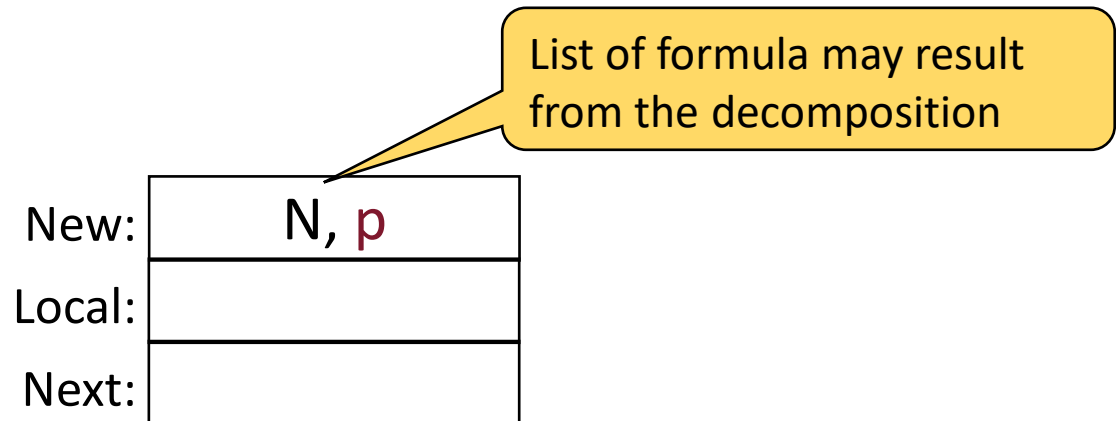 List of formula may result
from the decomposition
New: N, p
Local:
Next: